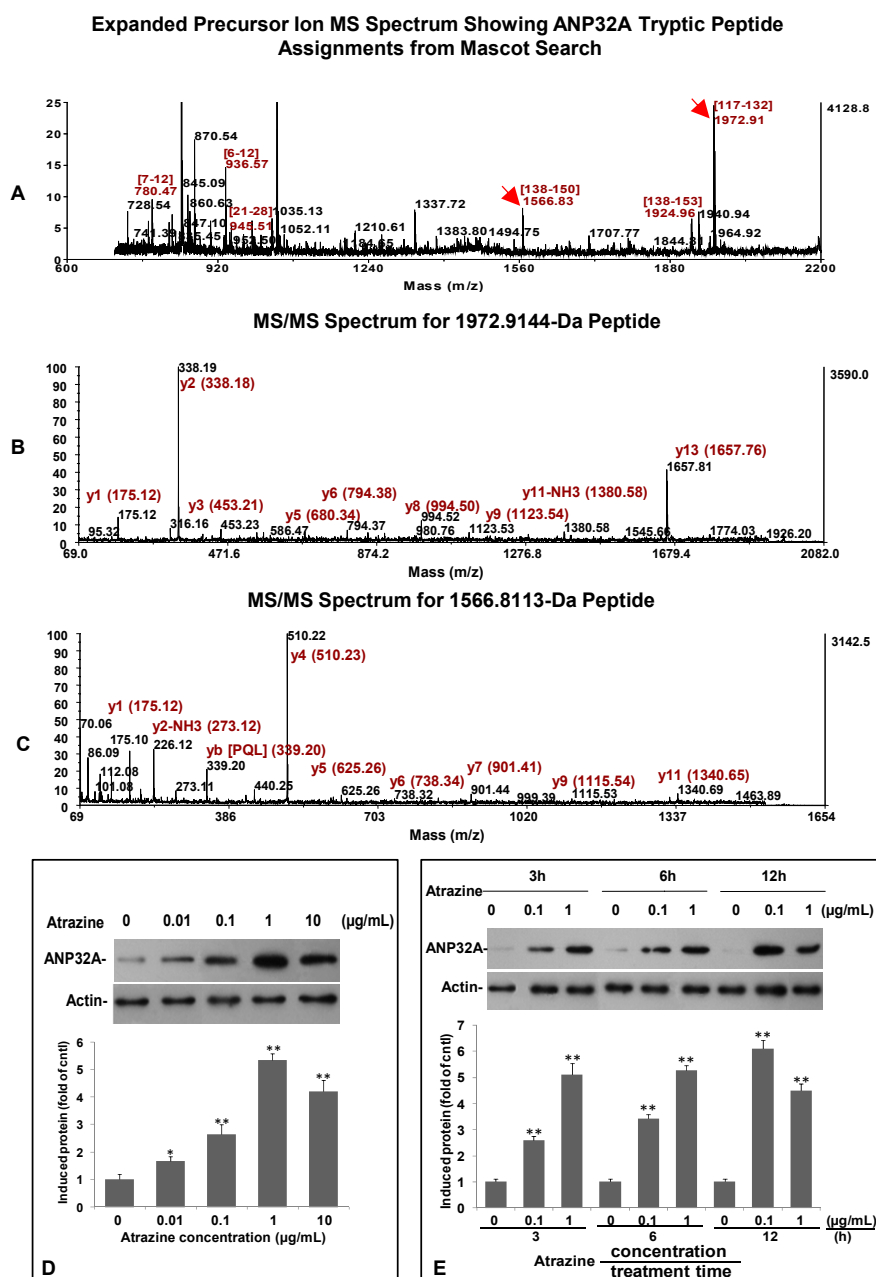 Expanded Precursor Ion MS Spectrum Showing ANP32A Tryptic Peptide
Assignments from Mascot Search
A
25
20
15
10
5
0
4128.8
[7-12]
780.47
728.54
741.39
870.54
845.09
860.63
847.10
[6-12]
936.57
[21-28]
945.51
952.50
1035.13
1052.11
1210.61
1337.72
1383.80
1494.75
[138-150]
1566.83
1707.77
1844.81
[138-153]
1924.96
1940.94
1964.92
[117-132]
1972.91
600 920 1240 1560 1880 2200
Mass (m/z)
MS/MS Spectrum for 1972.9144-Da Peptide
B
100
90
80
70
60
50
40
30
20
10
0
3590.0
338.19
y2 (338.18)
y13 (1657.76)
1657.81
y1 (175.12)
175.12
95.32
316.16
y3 (453.21)
453.23
586.47
y5 (680.34)
y6 (794.38)
794.37
y8 (994.50)
994.52
980.76
y9 (1123.54)
1123.53
y11-NH3 (1380.58)
1380.58
1545.66
1774.03
1926.20
69.0 471.6 874.2 1276.8 1679.4 2082.0
Mass (m/z)
MS/MS Spectrum for 1566.8113-Da Peptide
C
100
90
80
70
60
50
40
30
20
10
0
3142.5
510.22
y4 (510.23)
y1 (175.12)
70.06
y2-NH3 (273.12)
175.10
226.12
yb [PQL] (339.20)
86.09
112.08
101.08
273.11
339.20
440.25
y5 (625.26)
625.26
y6 (738.34)
738.32
y7 (901.41)
901.44
999.39
y9 (1115.54)
1115.53
y11 (1340.65)
1340.69
1463.89
69 386 703 1020 1337 1654
Mass (m/z)
Atrazine 0 0.01 0.1 1 10 (µg/mL)
ANP32A-
Actin-
Induced protein (fold of cntl)
7
6
5
4
3
2
1
0
* ** ** **
0 0.01 0.1 1 10
Atrazine concentration (µg/mL)
D
3h 6h 12h
Atrazine
0 0.1 1 0 0.1 1 0 0.1 1 (µg/mL)
ANP32A-
Actin-
Induced protein (fold of cntl)
7
6
5
4
3
2
1
0
** ** ** ** ** **
0 0.1 1 0 0.1 1 0 0.1 1 (µg/mL)
3 6 12 (h)
Atrazine concentration
treatment time
E